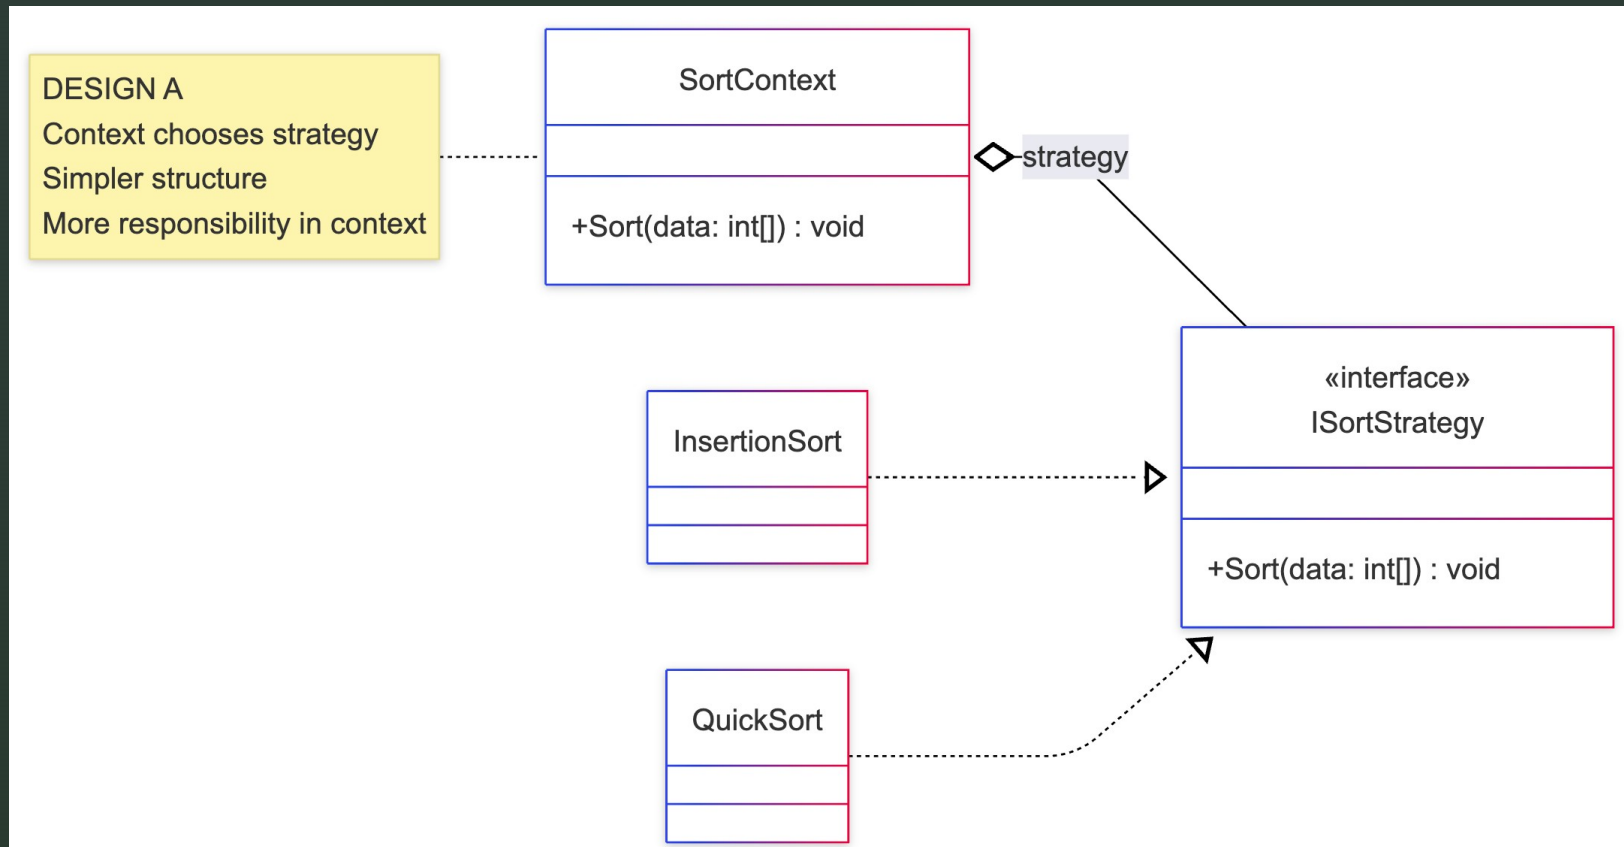 DESIGN A
Context chooses strategy
Simpler structure
More responsibility in context
SortContext
+Sort(data: int[]) : void
strategy
«interface»
ISortStrategy
+Sort(data: int[]) : void
InsertionSort
QuickSort